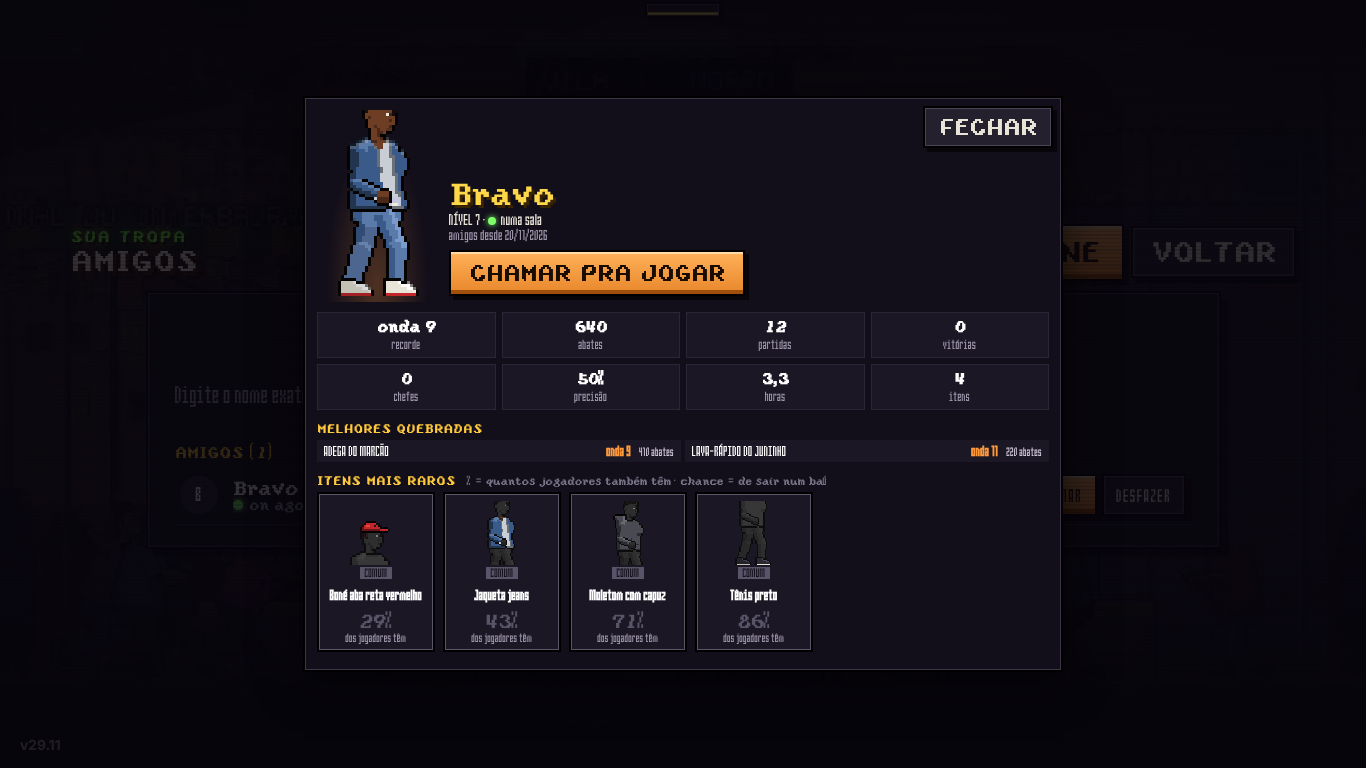 FECHAR
Bravo
NÍVEL 7 · numa sala
amigos desde 20/11/2026
CHAMAR PRA JOGAR
SUA TROPA
AMIGOS
NE
VOLTAR
onda 9
recorde
640
abates
12
partidas
0
vitórias
0
chefes
50%
precisão
3,3
horas
4
itens
Digite o nome exat
MELHORES QUEBRADAS
ADEGA DO MARCÃO onda 9 410 abates
LAVA-RÁPIDO DO JUNINHO onda 11 220 abates
AMIGOS (1)
B
Bravo
on ago
DESFAZER
ITENS MAIS RAROS % = quantos jogadores também têm · chance = de sair num baú
COMUM
Boné aba reta vermelho
29%
dos jogadores têm
COMUM
Jaqueta jeans
43%
dos jogadores têm
COMUM
Moletom com capuz
71%
dos jogadores têm
COMUM
Tênis preto
86%
dos jogadores têm
v29.11